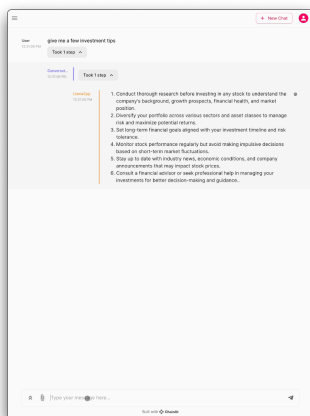 + New Chat
User
give me a few investment tips
Took 1 step
Took 1 step
1. Conduct thorough research before investing in any stock to understand the
company's background, growth prospects, financial health, and market
position.
2. Diversify your portfolio across various sectors and asset classes to manage
risk and maximize potential returns.
3. Set long-term financial goals aligned with your investment timeline and risk
tolerance.
4. Monitor stock performance regularly but avoid making impulsive decisions
based on short-term market fluctuations.
5. Stay up to date with industry news, economic conditions, and company
announcements that may impact stock prices.
6. Consult a financial advisor or seek professional help in managing your
investments for better decision-making and guidance.
Type your message here...
Built with Chainlit